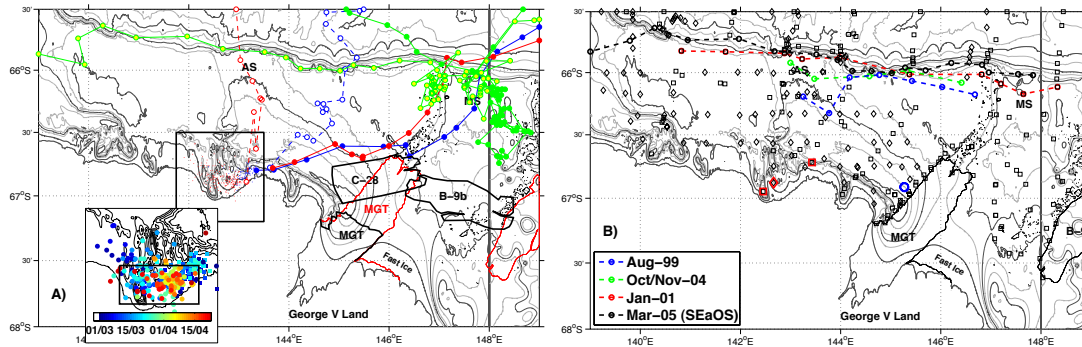 30'
66°S
30'
67°S
30'
68°S
AS
MS
C−28
B−9b
MGT
MGT
Fast Ice
A)
George V Land
01/03 15/03 01/04 15/04
144°E
146°E
148°E
30'
66°S
30'
67°S
30'
68°S
AS
MS
MGT
B−
Fast Ice
B)
George V Land
Aug−99
Oct/Nov−04
Jan−01
Mar−05 (SEaOS)
140°E
142°E
144°E
146°E
148°E